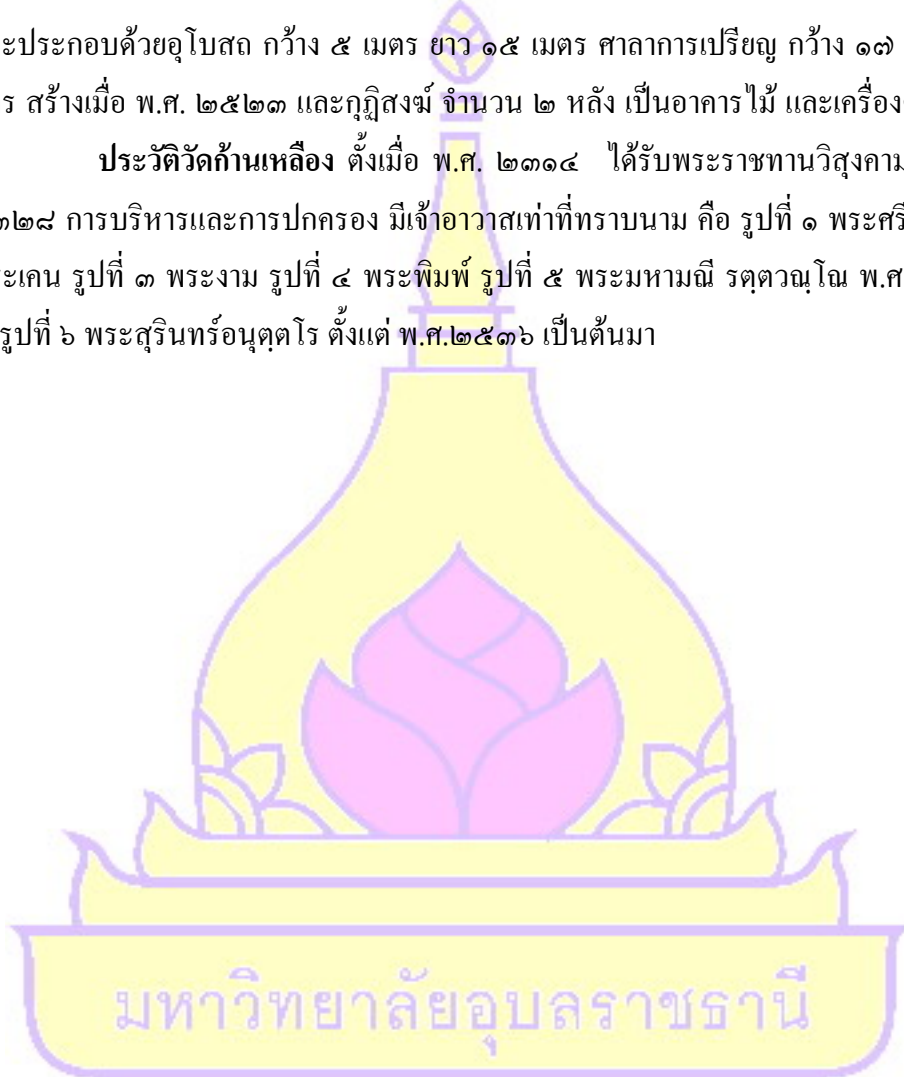 ะประกอบด้วยอุโบสถ กว้าง ๕ เมตร ยาว ๑๕ เมตร ศาลาการเปรียญ กว้าง ๑๗
ร สร้างเมื่อ พ.ศ. ๒๕๒๓ และกุฏิสงฆ์ จำนวน ๒ หลัง เป็นอาคารไม้ และเครื่อง
ประวัติวัดก้านเหลือง ตั้งเมื่อ พ.ศ. ๒๓๑๔ ได้รับพระราชทานวิสุงคาม
๓๒๘ การบริหารและการปกครอง มีเจ้าอาวาสเท่าที่ทราบนาม คือ รูปที่ ๑ พระศรี
ระเคน รูปที่ ๓ พระงาม รูปที่ ๔ พระพิมพ์ รูปที่ ๕ พระมหามณี รตฺตวณฺโณ พ.ศ
รูปที่ ๖ พระสุรินทร์อนุตฺตโร ตั้งแต่ พ.ศ.๒๕๓๖ เป็นต้นมา
มหาวิทยาลัยอุบลราชธานี